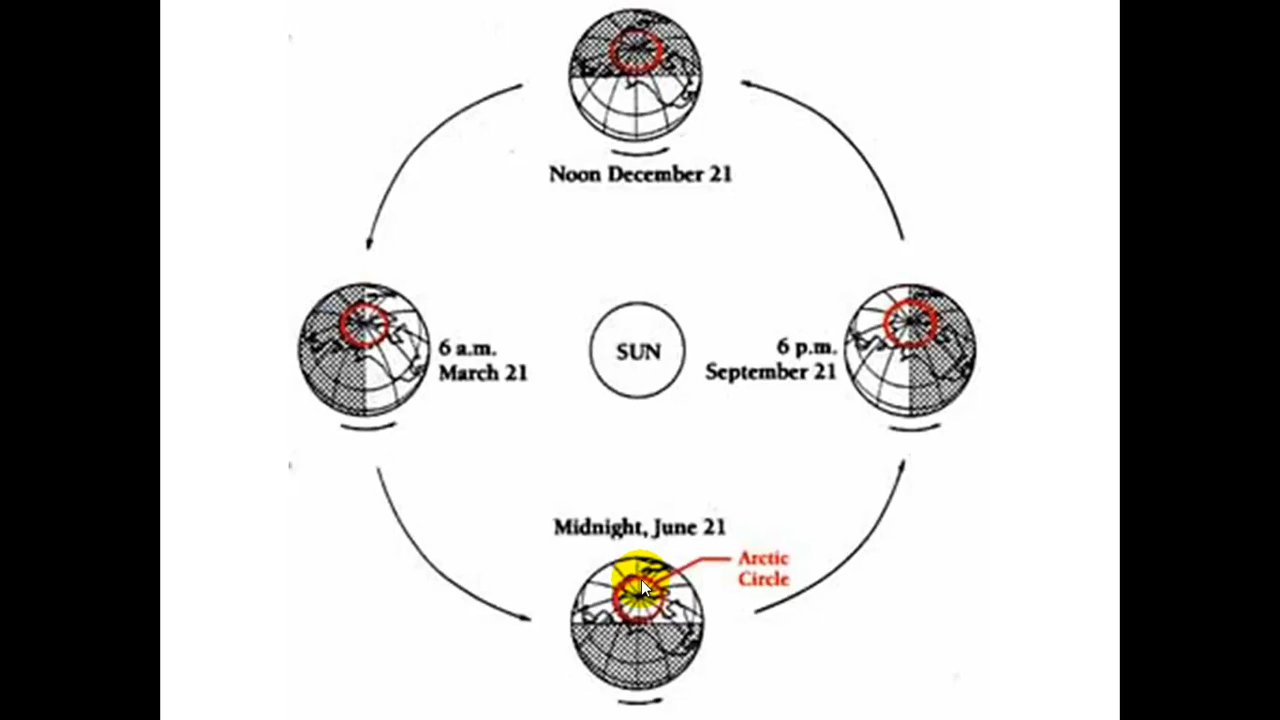 Noon December 21
6 a.m.
March 21
SUN
6 p.m.
September 21
Midnight, June 21
Arctic
Circle